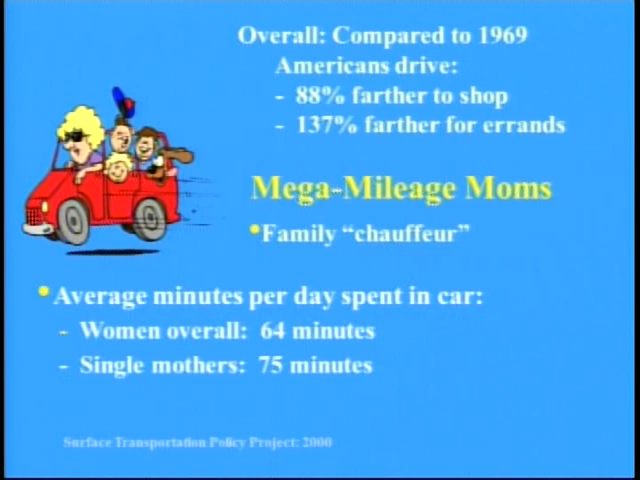 Overall: Compared to 1969
Americans drive:
- 88% farther to shop
- 137% farther for errands
Mega-Mileage Moms
•Family “chauffeur”
•Average minutes per day spent in car:
- Women overall: 64 minutes
- Single mothers: 75 minutes
Surface Transportation Policy Project: 2000